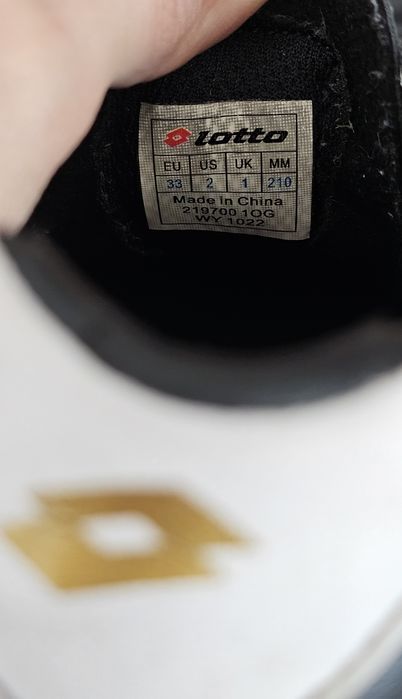 lotto
EU US UK MM
33 2 1 210
Made in China
219700 1OG
WY 1022